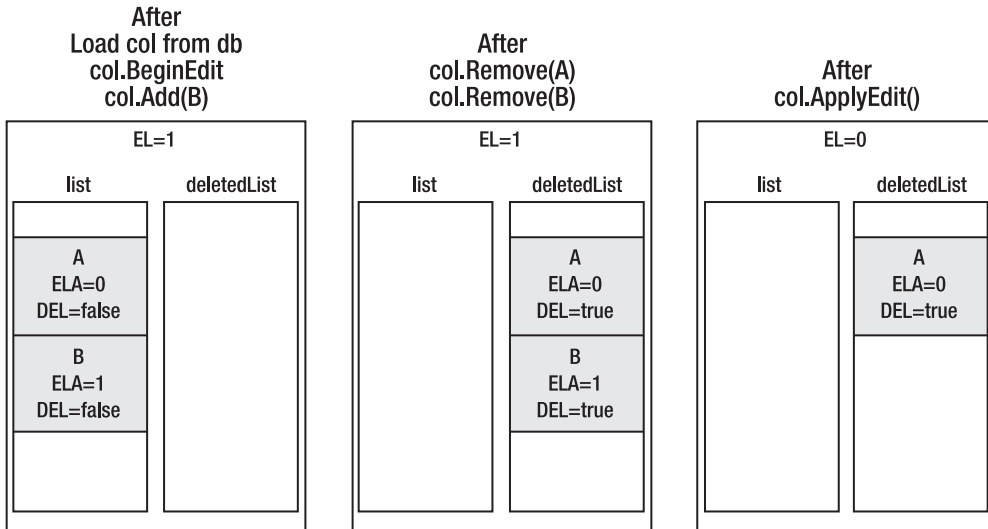 After
Load col from db
col.BeginEdit
col.Add(B)
EL=1
list deletedList
A
ELA=0
DEL=false
B
ELA=1
DEL=false
After
col.Remove(A)
col.Remove(B)
EL=1
list deletedList
A
ELA=0
DEL=true
B
ELA=1
DEL=true
After
col.ApplyEdit()
EL=0
list deletedList
A
ELA=0
DEL=true